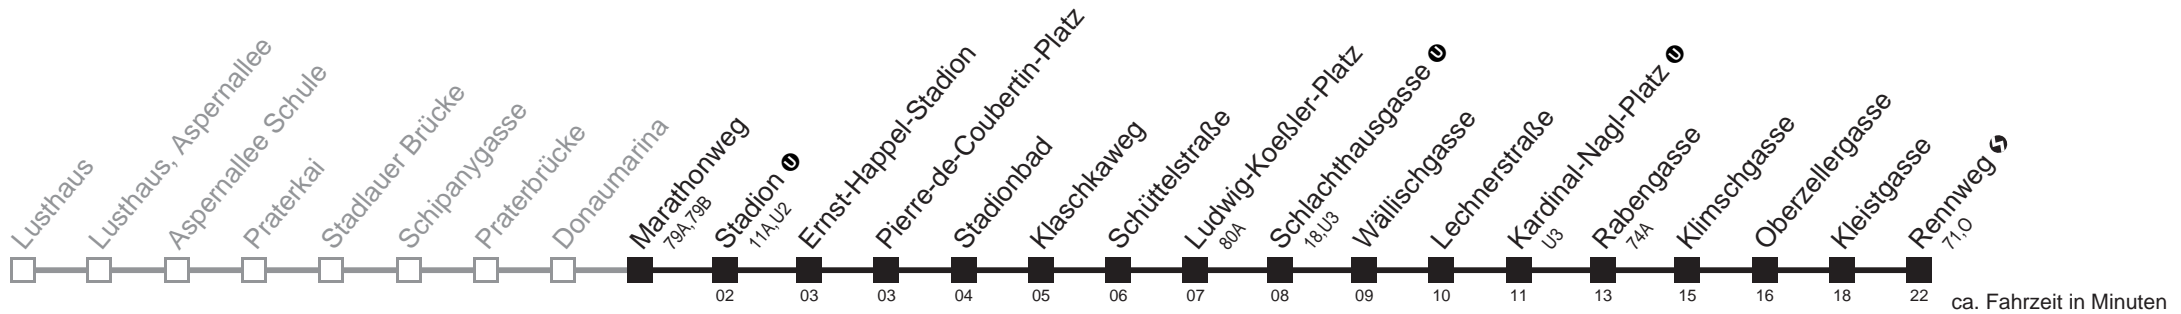 Lusthaus
Lusthaus, Aspernallee
Aspernallee Schule
Praterkai
Stadlauer Brücke
Schipanygasse
Praterbrücke
Donaumarina
Marathonweg
79A,79B
Stadion U
11A,U2
Ernst-Happel-Stadion
Pierre-de-Coubertin-Platz
Stadionbad
Klaschkaweg
Schüttelstraße
Ludwig-Koeßler-Platz
80A
Schlachthausgasse U
18,U3
Wällischgasse
Lechnerstraße
Kardinal-Nagl-Platz U
U3
Rabengasse
74A
Klimschgasse
Oberzellergasse
Kleistgasse
Rennweg
71,O
02 03 03 04 05 06 07 08 09 10 11 13 15 16 18 22
ca. Fahrzeit in Minuten